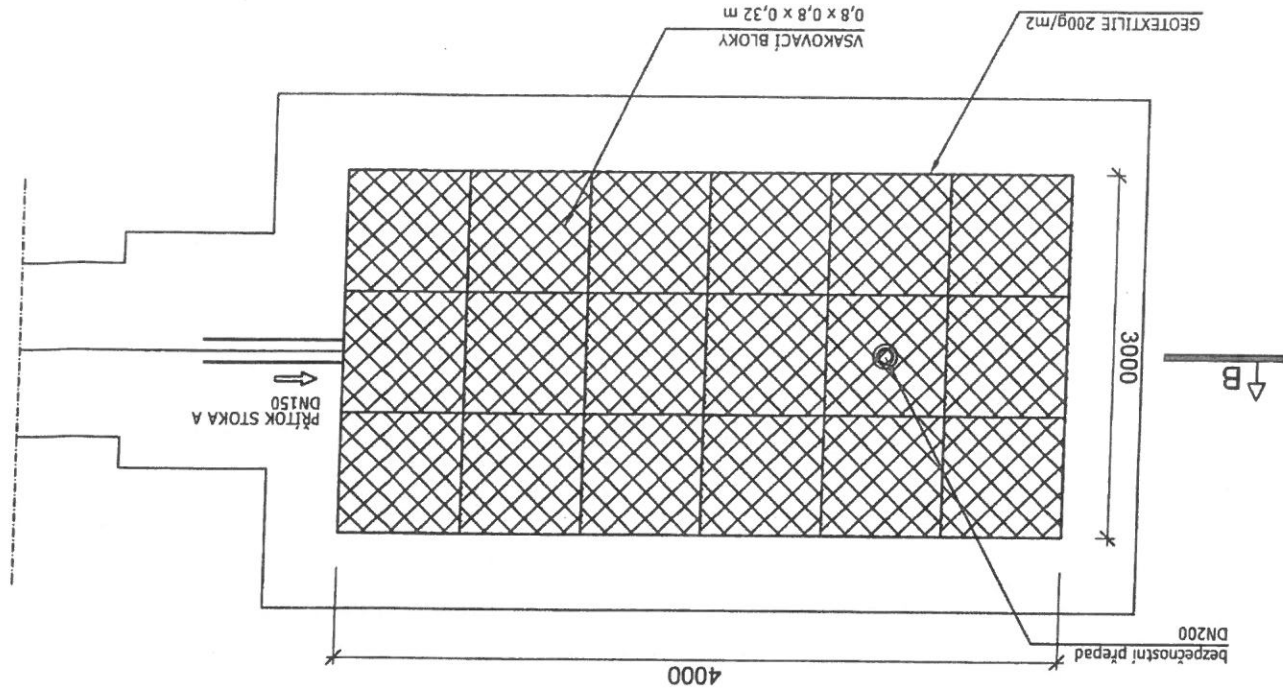 4000
bezpečnostní přepad
DN200
B
3000
PŘÍTOK STOKA A
DN150
GEOTEXTILIE 200g/m2
VSAKOVACÍ BLOKY
0,8 x 0,8 x 0,32 m